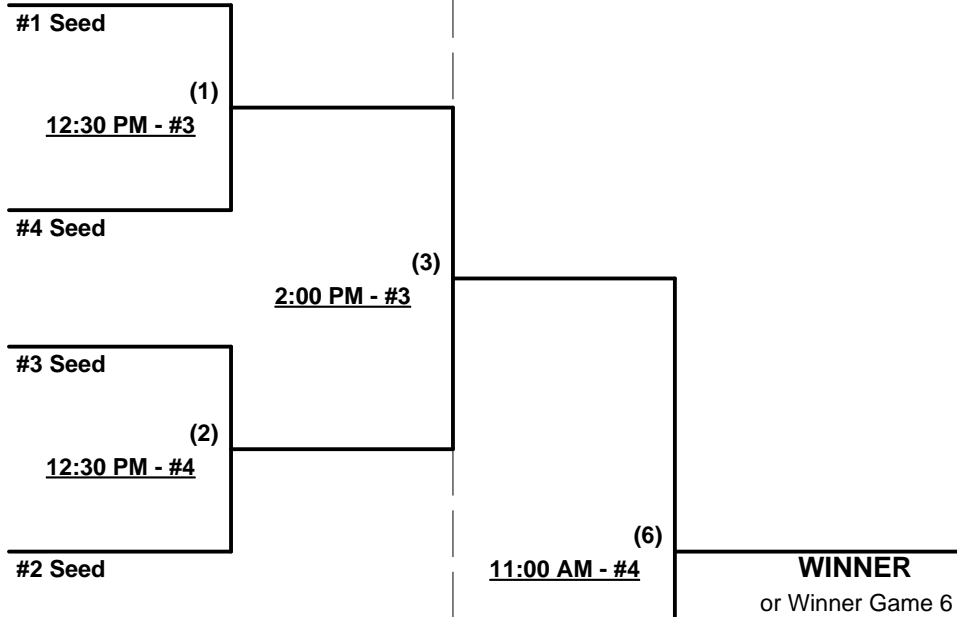 #1 Seed
(1)
12:30 PM - #3
#4 Seed
(3)
2:00 PM - #3
#3 Seed
(2)
12:30 PM - #4
#2 Seed
(6)
11:00 AM - #4
WINNER
or Winner Game 6